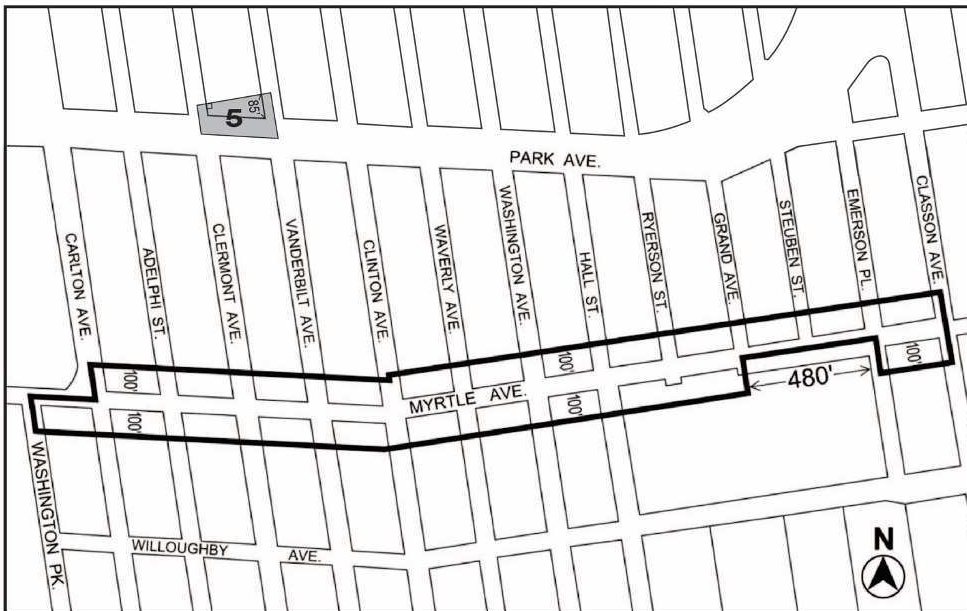 85'
5
PARK AVE.
CARLTON AVE.
ADELPHI ST.
CLERMONT AVE.
VANDERBILT AVE.
CLINTON AVE.
WAVERLY AVE.
WASHINGTON AVE.
HALL ST.
RYERSON ST.
GRAND AVE.
STEUBEN ST.
EMERSON PL.
CLASSON AVE.
100'
100'
100'
100'
100'
480'
MYRTLE AVE.
WASHINGTON PK.
WILLOUGHBY AVE.
N